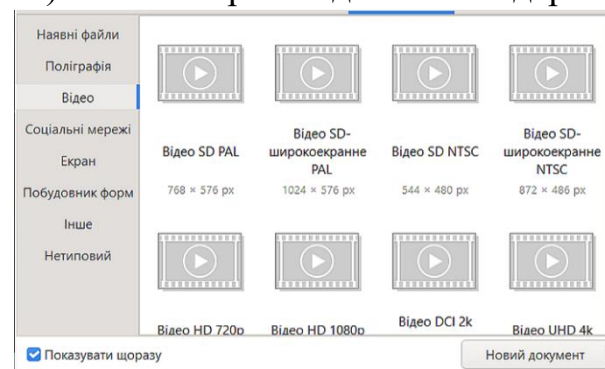 Наявні файли
Поліграфія
Відео
Соціальні мережі
Екран
Побудовник форм
Інше
Нетиповий
Відео SD PAL
768 × 576 px
Відео SD-
широкоекранне
PAL
1024 × 576 px
Відео SD NTSC
544 × 480 px
Відео SD-
широкоекранне
NTSC
872 × 486 px
Відео HD 720p
Відео HD 1080p
Відео DCI 2k
Відео UHD 4k
Показувати щоразу
Новий документ